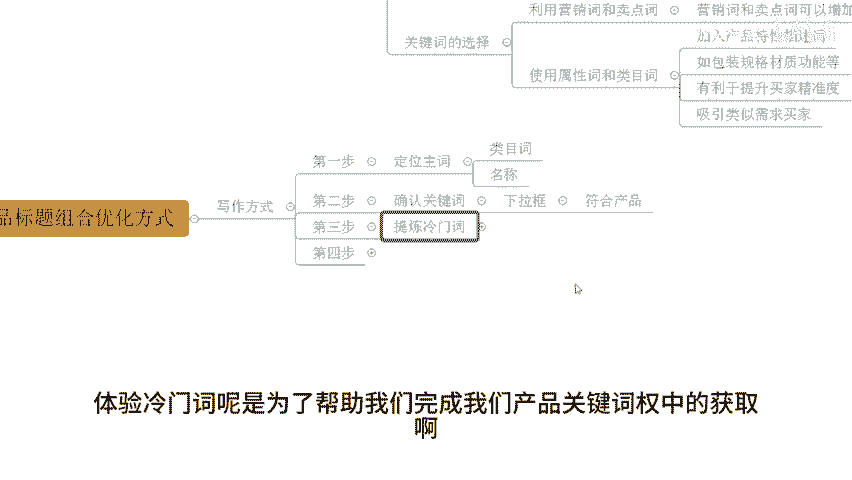 利用营销词和卖点词
营销词和卖点词可以增加
关键词的选择
加入产品特性描述词
使用属性词和类目词
如包装规格材质功能等
有利于提升买家精准度
吸引类似需求买家
品标题组合优化方式
写作方式
第一步
定位主词
类目词
名称
第二步
确认关键词
下拉框
符合产品
第三步
提炼冷门词
第四步
体验冷门词呢是为了帮助我们完成我们产品关键词权中的获取
啊